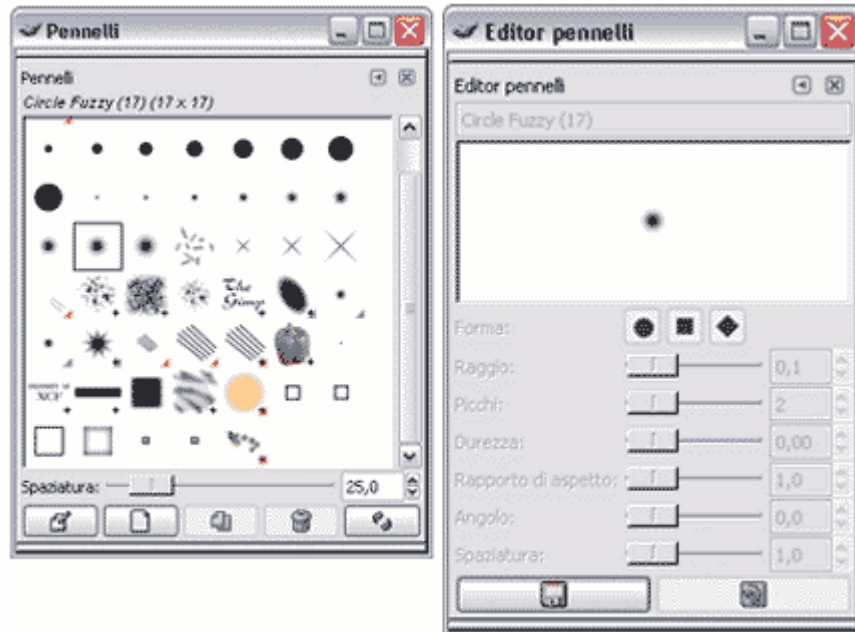 Pennelli
Pennelli
Circle Fuzzy (17) (17 x 17)
The
Gimp
XCF
Spaziatura:
25,0
Editor pennelli
Editor pennelli
Circle Fuzzy (17)
Forma:
Raggio:
0,1
Picchi:
2
Durezza:
0,00
Rapporto di aspetto:
1,0
Angolo:
0,0
Spaziatura:
1,0